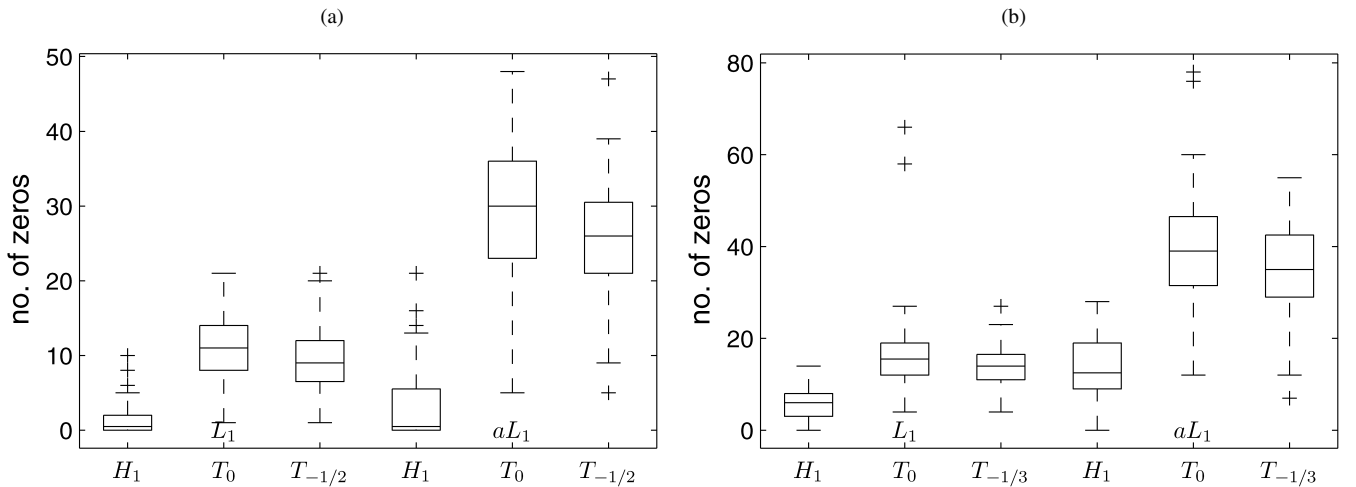 (a)
50
40
30
20
10
0
no. of zeros
L₁ aL₁
H₁ T₀ T₋₁/₂ H₁ T₀ T₋₁/₂
(b)
80
60
40
20
0
no. of zeros
L₁ aL₁
H₁ T₀ T₋₁/₃ H₁ T₀ T₋₁/₃